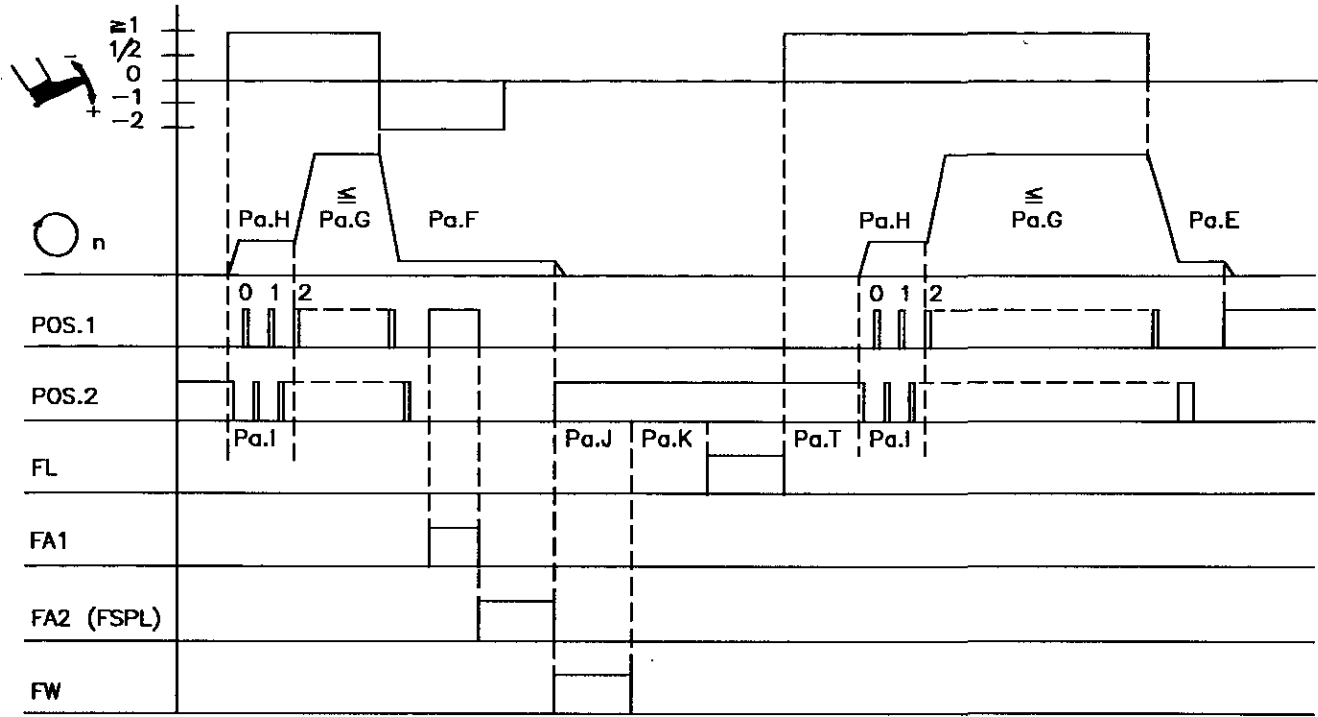 ≧1
1/2
0
−1
−2
−
+
n
Pa.H
≦
Pa.G
Pa.F
Pa.H
≦
Pa.G
Pa.E
0 1 2
0 1 2
POS.1
POS.2
Pa.I
Pa.J
Pa.K
Pa.T
Pa.I
FL
FA1
FA2 (FSPL)
FW